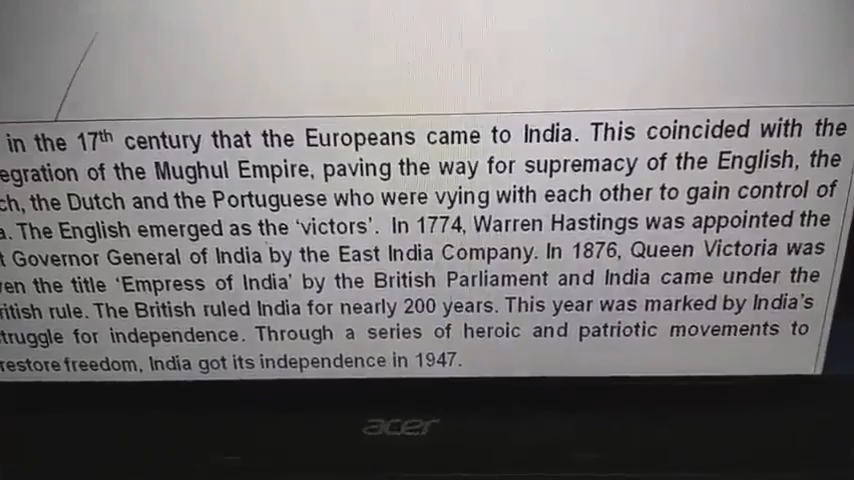 in the 17th century that the Europeans came to India. This coincided with the
of the Mughul Empire, paving the way for supremacy of the English, the
the Dutch and the Portuguese who were vying with each other to gain control of
The English emerged as the ‘victors’. In 1774, Warren Hastings was appointed the
Governor General of India by the East India Company. In 1876, Queen Victoria was
the title ‘Empress of India’ by the British Parliament and India came under the
rule. The British ruled India for nearly 200 years. This year was marked by India’s
for independence. Through a series of heroic and patriotic movements to
restore freedom, India got its independence in 1947.
acer